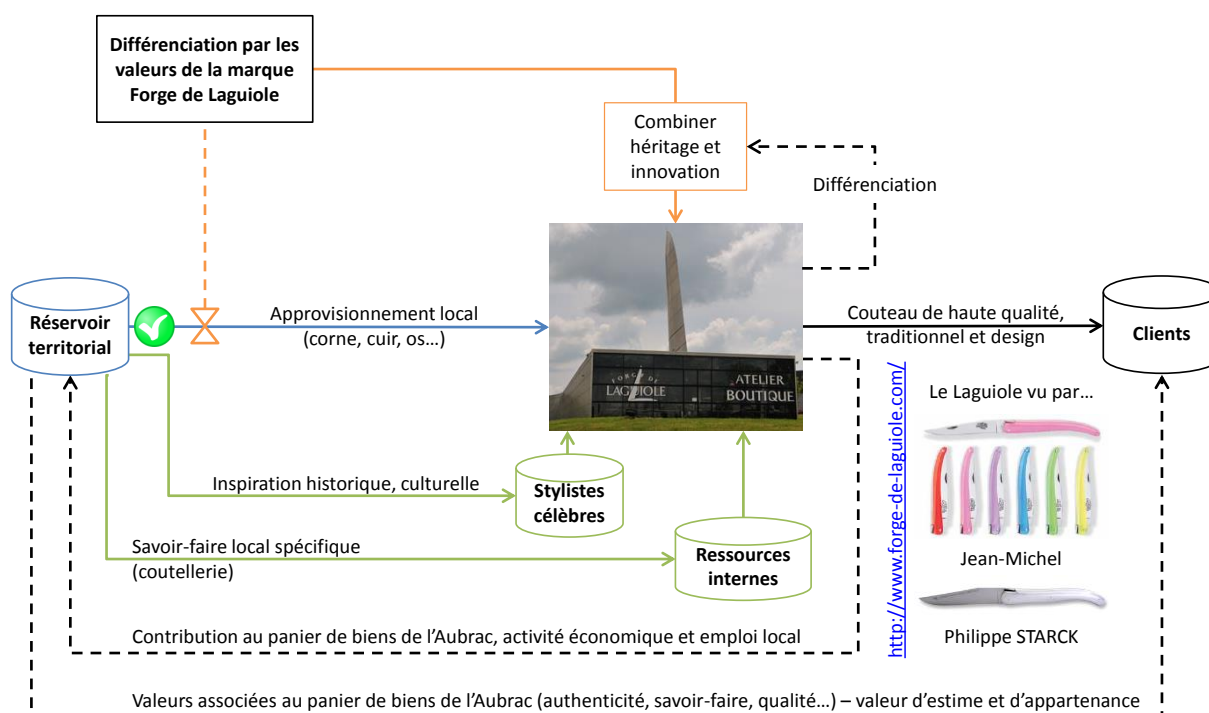 Différenciation par les
valeurs de la marque
Forge de Laguiole
Combiner
héritage et
innovation
Différenciation
Réservoir
territorial
Approvisionnement local
(corne, cuir, os…)
FORGE DE
LAGUIOLE
ATELIER
BOUTIQUE
Couteau de haute qualité,
traditionnel et design
Clients
http://www.forge-de-laguiole.com/
Le Laguiole vu par…
Jean-Michel
Philippe STARCK
Inspiration historique, culturelle
Stylistes
célèbres
Savoir-faire local spécifique
(coutellerie)
Ressources
internes
Contribution au panier de biens de l’Aubrac, activité économique et emploi local
Valeurs associées au panier de biens de l’Aubrac (authenticité, savoir-faire, qualité…) – valeur d’estime et d’appartenance